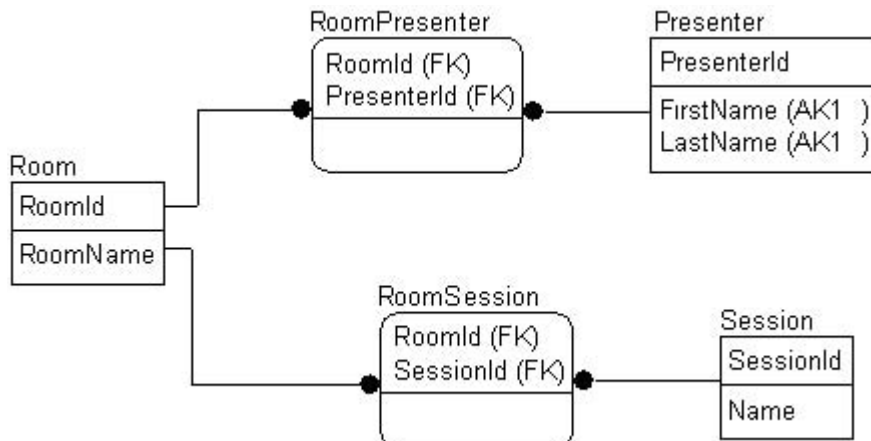 RoomPresenter
RoomId (FK)
PresenterId (FK)
Presenter
PresenterId
FirstName (AK1 )
LastName (AK1 )
Room
RoomId
RoomName
RoomSession
RoomId (FK)
SessionId (FK)
Session
SessionId
Name